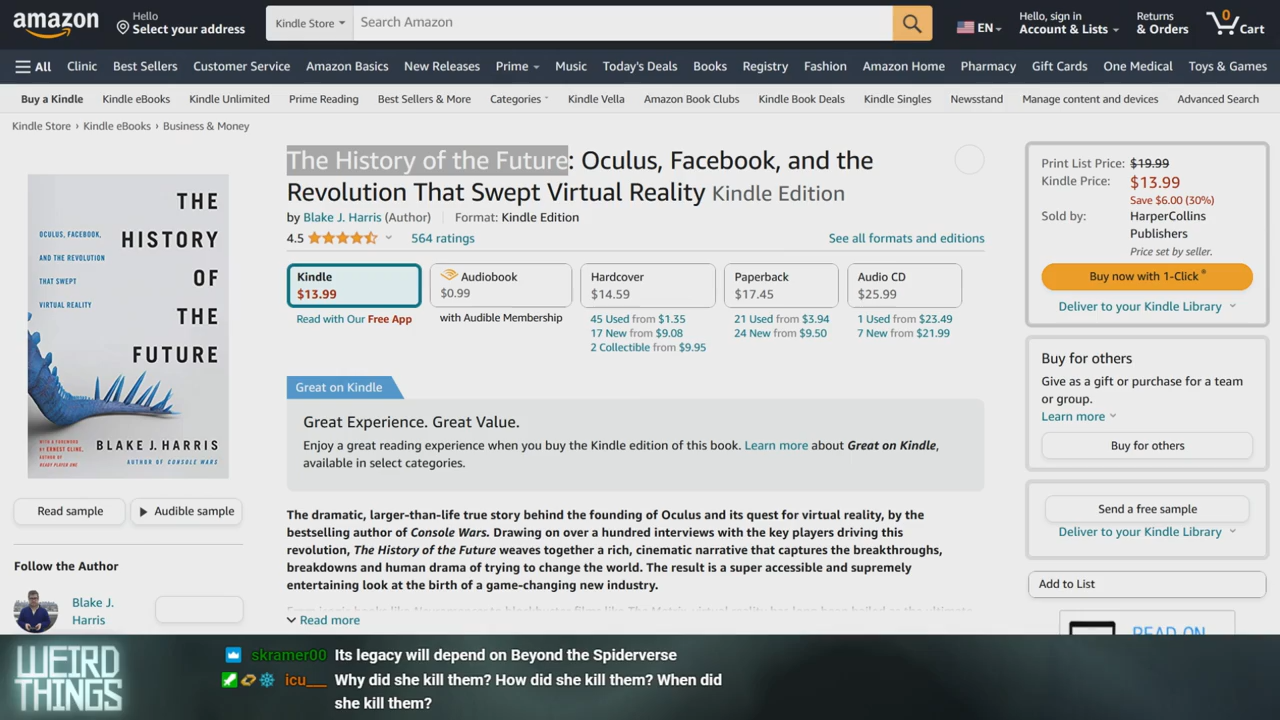 amazon
Hello
Select your address
Kindle Store
Search Amazon
EN
Hello, sign in
Account & Lists
Returns
& Orders
0
Cart
All Clinic Best Sellers Customer Service Amazon Basics New Releases Prime Music Today's Deals Books Registry Fashion Amazon Home Pharmacy Gift Cards One Medical Toys & Games
Buy a Kindle Kindle eBooks Kindle Unlimited Prime Reading Best Sellers & More Categories Kindle Vella Amazon Book Clubs Kindle Book Deals Kindle Singles Newsstand Manage content and devices Advanced Search
Kindle Store › Kindle eBooks › Business & Money
THE
HISTORY
OF
THE
FUTURE
OCULUS, FACEBOOK,
AND THE REVOLUTION
THAT SWEPT
VIRTUAL REALITY
WITH A FOREWORD
BY ERNEST CLINE,
AUTHOR OF
READY PLAYER ONE
BLAKE J. HARRIS
AUTHOR OF CONSOLE WARS
Read sample
Audible sample
Follow the Author
Blake J.
Harris
The History of the Future: Oculus, Facebook, and the
Revolution That Swept Virtual Reality Kindle Edition
by Blake J. Harris (Author) Format: Kindle Edition
4.5 564 ratings
See all formats and editions
Kindle
$13.99
Read with Our Free App
Audiobook
$0.99
with Audible Membership
Hardcover
$14.59
45 Used from $1.35
17 New from $9.08
2 Collectible from $9.95
Paperback
$17.45
21 Used from $3.94
24 New from $9.50
Audio CD
$25.99
1 Used from $23.49
7 New from $21.99
Great on Kindle
Great Experience. Great Value.
Enjoy a great reading experience when you buy the Kindle edition of this book. Learn more about Great on Kindle,
available in select categories.
The dramatic, larger-than-life true story behind the founding of Oculus and its quest for virtual reality, by the
bestselling author of Console Wars. Drawing on over a hundred interviews with the key players driving this
revolution, The History of the Future weaves together a rich, cinematic narrative that captures the breakthroughs,
breakdowns and human drama of trying to change the world. The result is a super accessible and supremely
entertaining look at the birth of a game-changing new industry.
Read more
Print List Price: $19.99
Kindle Price: $13.99
Save $6.00 (30%)
Sold by: HarperCollins
Publishers
Price set by seller.
Buy now with 1-Click ®
Deliver to your Kindle Library
Buy for others
Give as a gift or purchase for a team
or group.
Learn more
Buy for others
Send a free sample
Deliver to your Kindle Library
Add to List
READ ON
WEIRD
THINGS
skramer00 Its legacy will depend on Beyond the Spiderverse
icu___ Why did she kill them? How did she kill them? When did
she kill them?